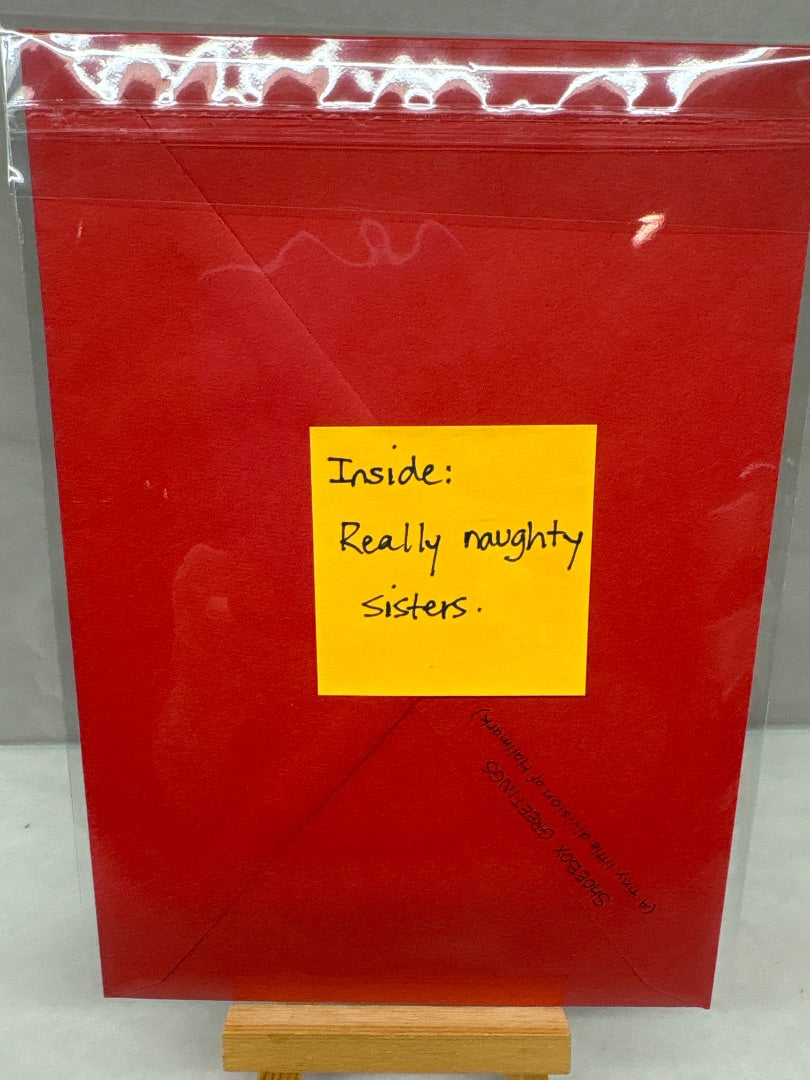 Inside:
Really naughty
sisters.
SHOEBOX GREETINGS
(A tiny little division of Hallmark)